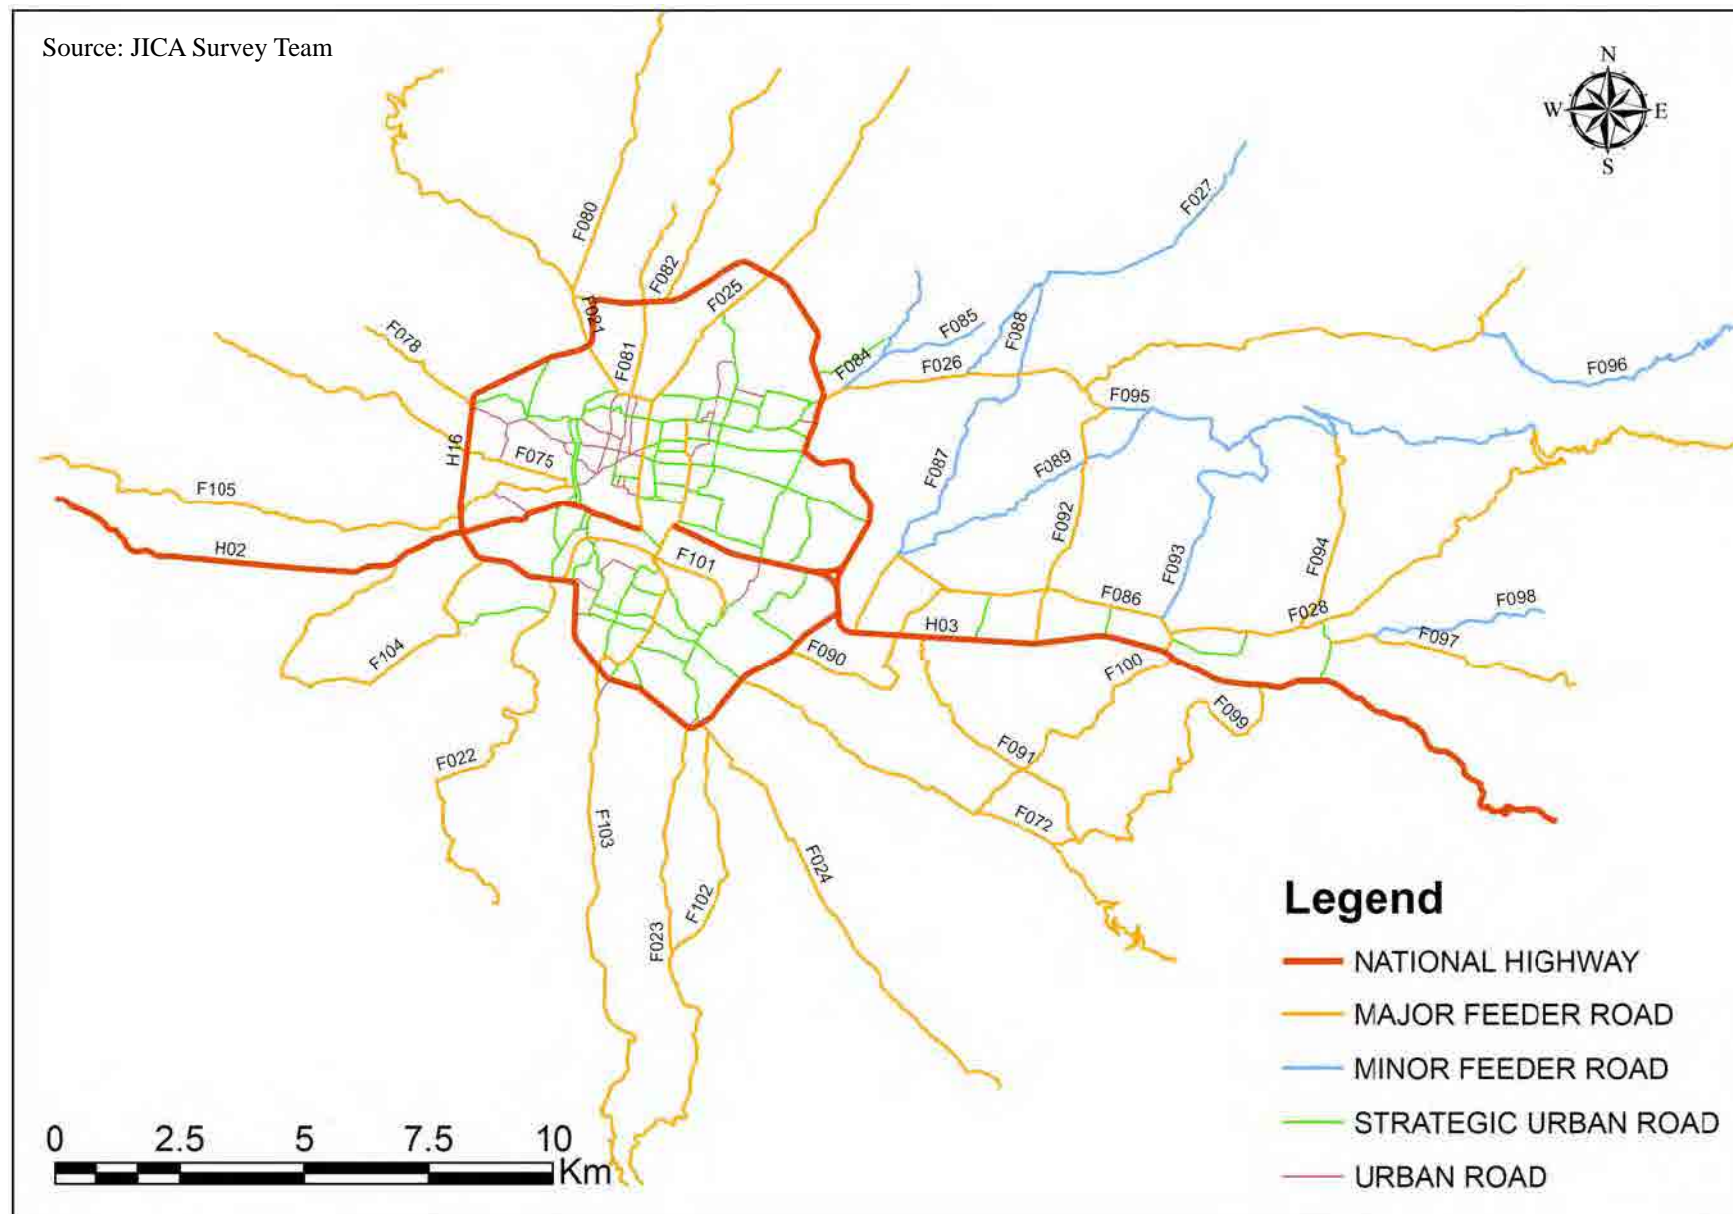 Source: JICA Survey Team
N
W
E
S
F080
F027
F082
F025
F021
F085
F088
F078
F081
F084
F026
F096
F095
H16
F075
F087
F089
F105
F092
H02
F101
F093
F094
F086
F098
F028
H03
F097
F104
F090
F100
F099
F022
F091
F072
F103
F024
F102
F023
Legend
NATIONAL HIGHWAY
MAJOR FEEDER ROAD
MINOR FEEDER ROAD
STRATEGIC URBAN ROAD
URBAN ROAD
0 2.5 5 7.5 10
Km